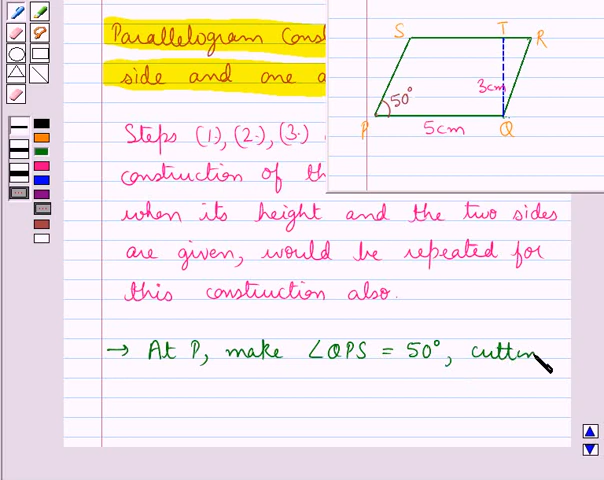 Parallelogram Const
side and one a
Steps (1.), (2.), (3.)
construction of th
when its height and the two sides
are given, would be repeated for
this construction also.
→ At P, make ∠QPS = 50°, cuttin
S T R
3cm
50°
P 5cm Q